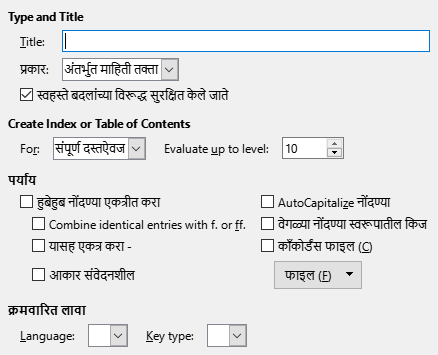 Type and Title
Title:
प्रकार: अंतर्भुत माहिती तक्ता
स्वहस्ते बदलांच्या विरूद्ध सुरक्षित केले जाते
Create Index or Table of Contents
For: संपूर्ण दस्तऐवज Evaluate up to level: 10
पर्याय
हुबेहुब नोंदण्या एकत्रीत करा AutoCapitalize नोंदण्या
Combine identical entries with f. or ff. वेगळ्या नोंदण्या स्वरूपातील किज
यासह एकत्र करा - काँकोर्डंस फाइल (C)
आकार संवेदनशील फाइल (F)
क्रमवारित लावा
Language: Key type: